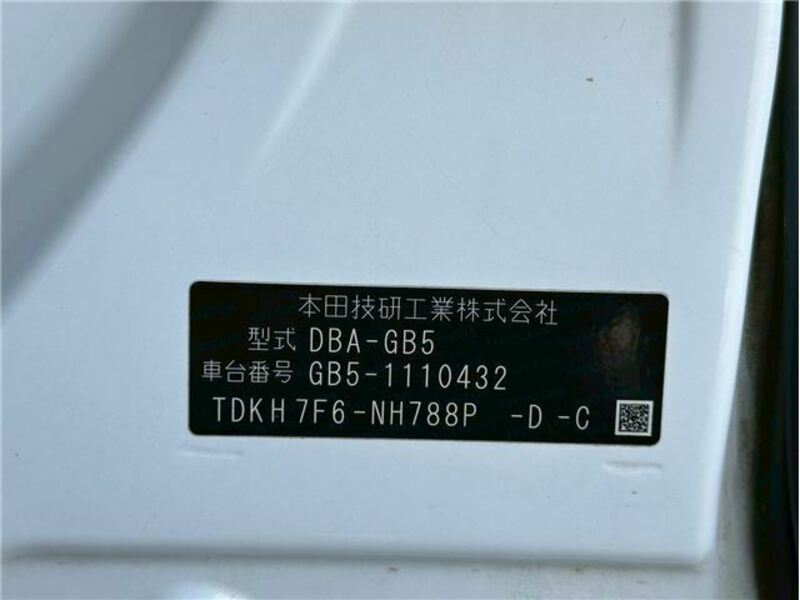 本田技研工業株式会社
型式 DBA-GB5
車台番号 GB5-1110432
TDKH7F6-NH788P -D -C